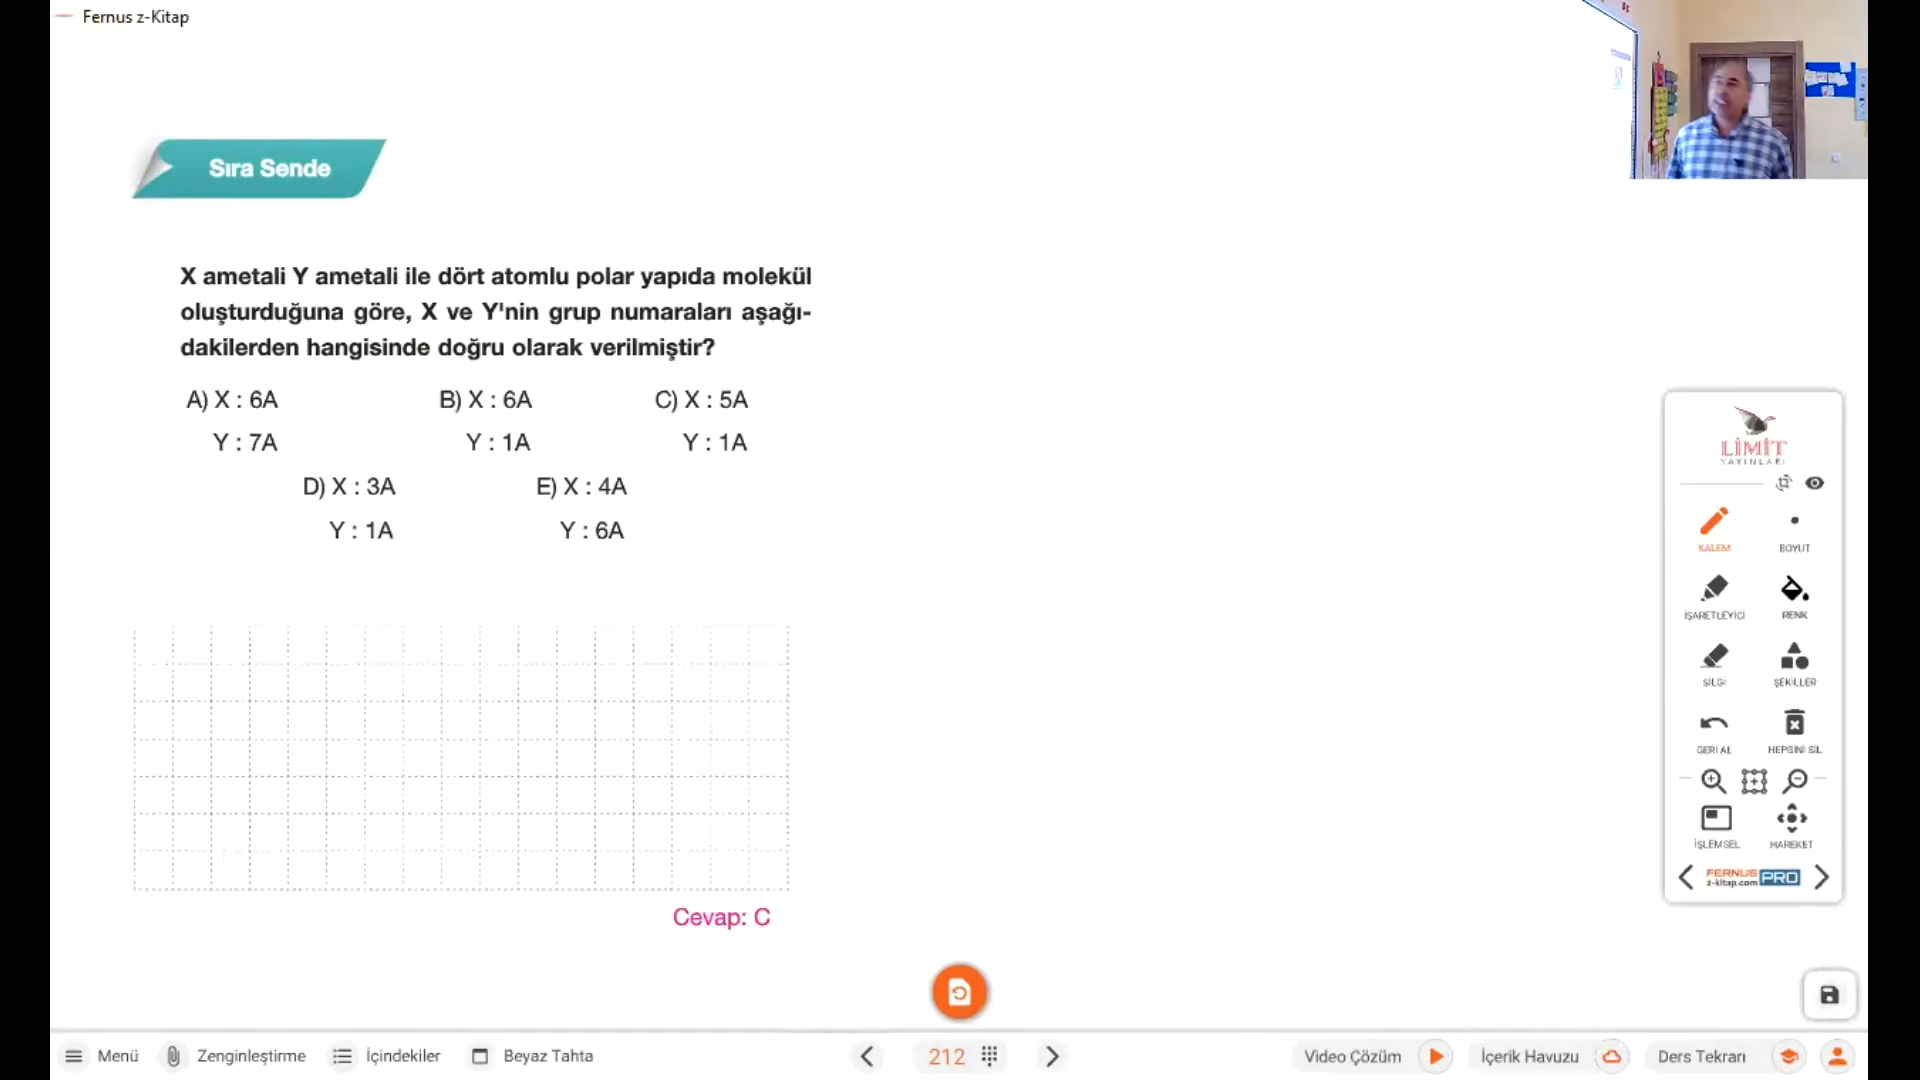 Fernus z-Kitap
Sıra Sende
X ametali Y ametali ile dört atomlu polar yapıda molekül
oluşturduğuna göre, X ve Y'nin grup numaraları aşağı-
dakilerden hangisinde doğru olarak verilmiştir?
A) X : 6A B) X : 6A C) X : 5A
Y : 7A Y : 1A Y : 1A
D) X : 3A E) X : 4A
Y : 1A Y : 6A
Cevap: C
LİMİT
YAYINLARI
KALEM BOYUT
İŞARETLEYİCİ RENK
SİLGİ ŞEKİLLER
GERİ AL HEPSİNİ SİL
İŞLEMSEL HAREKET
FERNUS
z-kitap.com PRO
Menü Zenginleştirme İçindekiler Beyaz Tahta 212 Video Çözüm İçerik Havuzu Ders Tekrarı